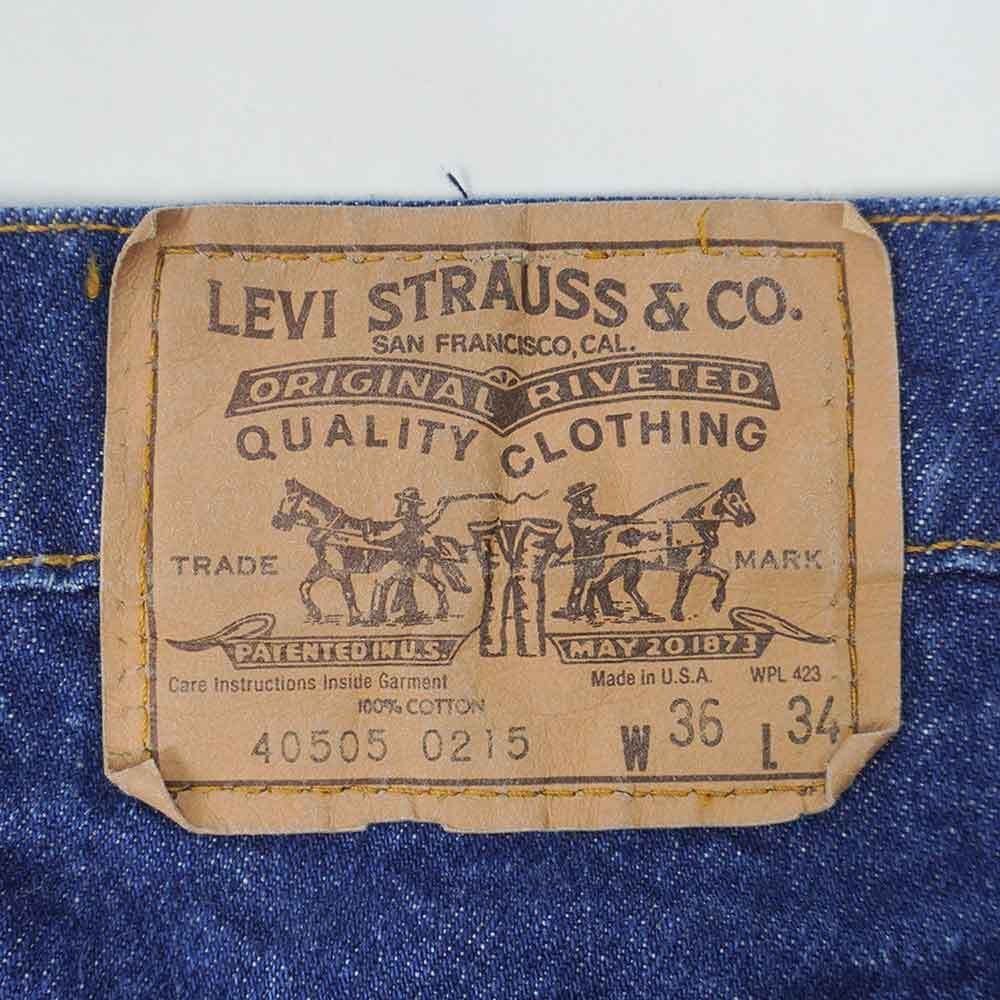 LEVI STRAUSS & CO.
SAN FRANCISCO, CAL.
ORIGINAL RIVETED
QUALITY CLOTHING
TRADE MARK
PATENTED IN U.S. MAY 20 1873
Care Instructions Inside Garment Made in U.S.A. WPL 423
100% COTTON
40505 0215 W 36 L 34